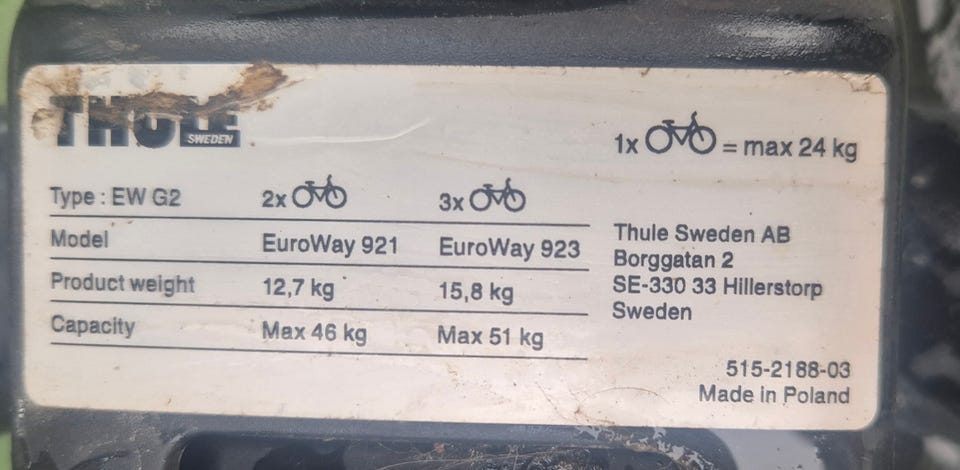 THULE
SWEDEN
1x = max 24 kg
Type : EW G2 2x 3x
Model EuroWay 921 EuroWay 923
Product weight 12,7 kg 15,8 kg
Capacity Max 46 kg Max 51 kg
Thule Sweden AB
Borggatan 2
SE-330 33 Hillerstorp
Sweden
515-2188-03
Made in Poland